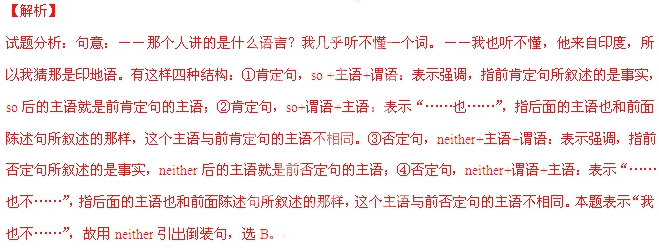 【解析】
试题分析：句意：——那个人讲的是什么语言？我几乎听不懂一个词。——我也听不懂，他来自印度，所
以我猜那是印地语。有这样四种结构：①肯定句，so +主语+谓语：表示强调，指前肯定句所叙述的是事实，
so 后的主语就是前肯定句的主语；②肯定句，so+谓语+主语：表示“……也……”，指后面的主语也和前面
陈述句所叙述的那样，这个主语与前肯定句的主语不相同。③否定句，neither+主语+谓语：表示强调，指前
否定句所叙述的是事实，neither 后的主语就是前否定句的主语；④否定句，neither+谓语+主语：表示“……
也不……”，指后面的主语也和前面陈述句所叙述的那样，这个主语与前否定句的主语不同。本题表示“我
也不……”，故用 neither 引出倒装句，选 B。